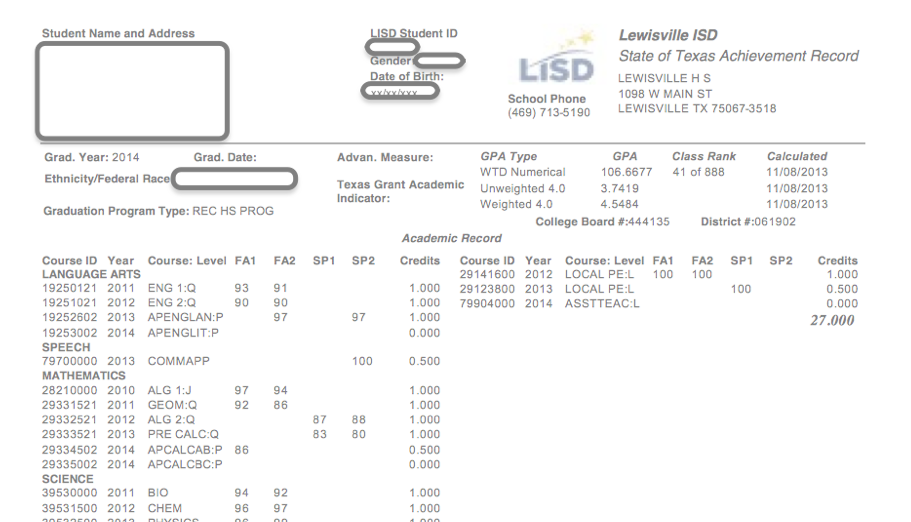 Student Name and Address
LISD Student ID
Gender
Date of Birth:
xx/xx/xxx
LISD
School Phone
(469) 713-5190
Lewisville ISD
State of Texas Achievement Record
LEWISVILLE H S
1098 W MAIN ST
LEWISVILLE TX 75067-3518
Grad. Year: 2014 Grad. Date: Advan. Measure:
Ethnicity/Federal Race
Texas Grant Academic
Indicator:
Graduation Program Type: REC HS PROG
GPA Type GPA Class Rank Calculated
WTD Numerical 106.6677 41 of 888 11/08/2013
Unweighted 4.0 3.7419 11/08/2013
Weighted 4.0 4.5484 11/08/2013
College Board #:444135 District #:061902
Academic Record
Course ID Year Course: Level FA1 FA2 SP1 SP2 Credits
LANGUAGE ARTS
19250121 2011 ENG 1:Q 93 91 1.000
19251021 2012 ENG 2:Q 90 90 1.000
19252602 2013 APENGLAN:P 97 97 1.000
19253002 2014 APENGLIT:P 0.000
SPEECH
79700000 2013 COMMAPP 100 0.500
MATHEMATICS
28210000 2010 ALG 1:J 97 94 1.000
29331521 2011 GEOM:Q 92 86 1.000
29332521 2012 ALG 2:Q 87 88 1.000
29333521 2013 PRE CALC:Q 83 80 1.000
29334502 2014 APCALCAB:P 86 0.500
29335002 2014 APCALCBC:P 0.000
SCIENCE
39530000 2011 BIO 94 92 1.000
39531500 2012 CHEM 96 97 1.000
Course ID Year Course: Level FA1 FA2 SP1 SP2 Credits
29141600 2012 LOCAL PE:L 100 100 1.000
29123800 2013 LOCAL PE:L 100 0.500
79904000 2014 ASSTTEAC:L 0.000
27.000